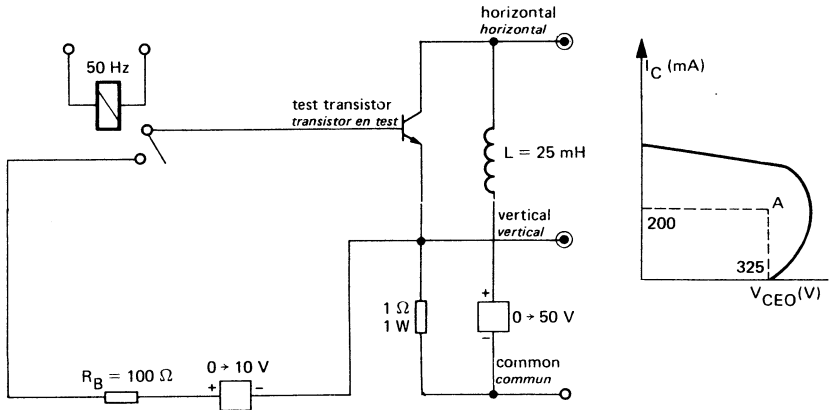 horizontal
horizontal
50 Hz
test transistor
transistor en test
L = 25 mH
vertical
vertical
+
1 Ω
1 W
0 → 50 V
−
common
commun
R_B = 100 Ω
0 → 10 V
+
−
I_C (mA)
A
200
325
V_CEO (V)